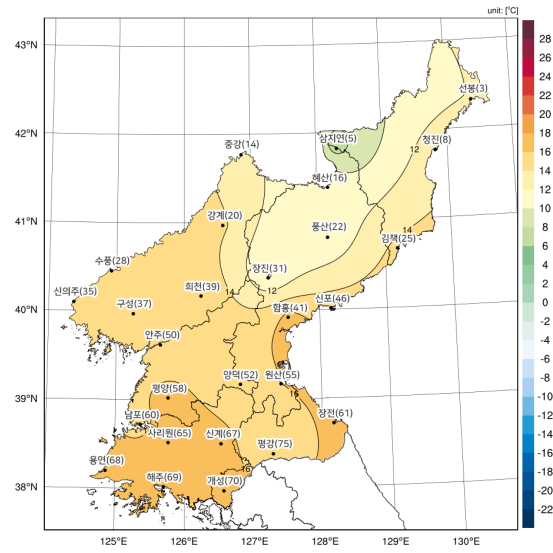 unit: [°C]
43°N
42°N
41°N
40°N
39°N
38°N
125°E
126°E
127°E
128°E
129°E
130°E
선봉(3)
삼지연(5)
청진(8)
중강(14)
12
혜산(16)
강계(20)
풍산(22)
14
김책(25)
장진(31)
수풍(28)
희천(39)
14
12
신의주(35)
구성(37)
함흥(41)
신포(46)
안주(50)
양덕(52)
원산(55)
16
평양(58)
남포(60)
장전(61)
사리원(65)
신계(67)
평강(75)
용연(68)
16
해주(69)
개성(70)
28
26
24
22
20
18
16
14
12
10
8
6
4
2
0
-2
-4
-6
-8
-10
-12
-14
-16
-18
-20
-22